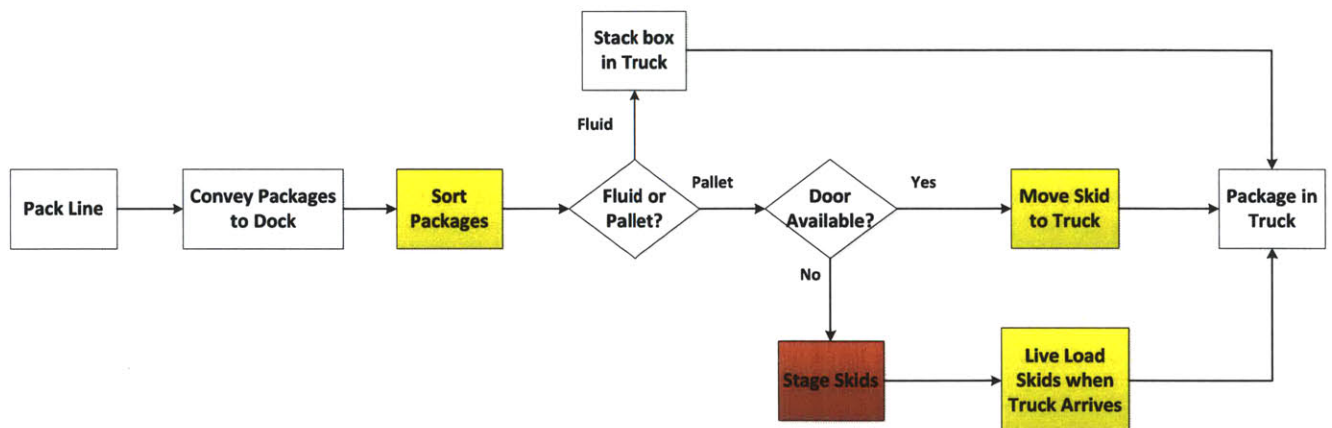 Stack box
in Truck
Fluid
Pack Line
Convey Packages
to Dock
Sort
Packages
Fluid or
Pallet?
Pallet
Door
Available?
Yes
Move Skid
to Truck
Package in
Truck
No
Stage Skids
Live Load
Skids when
Truck Arrives